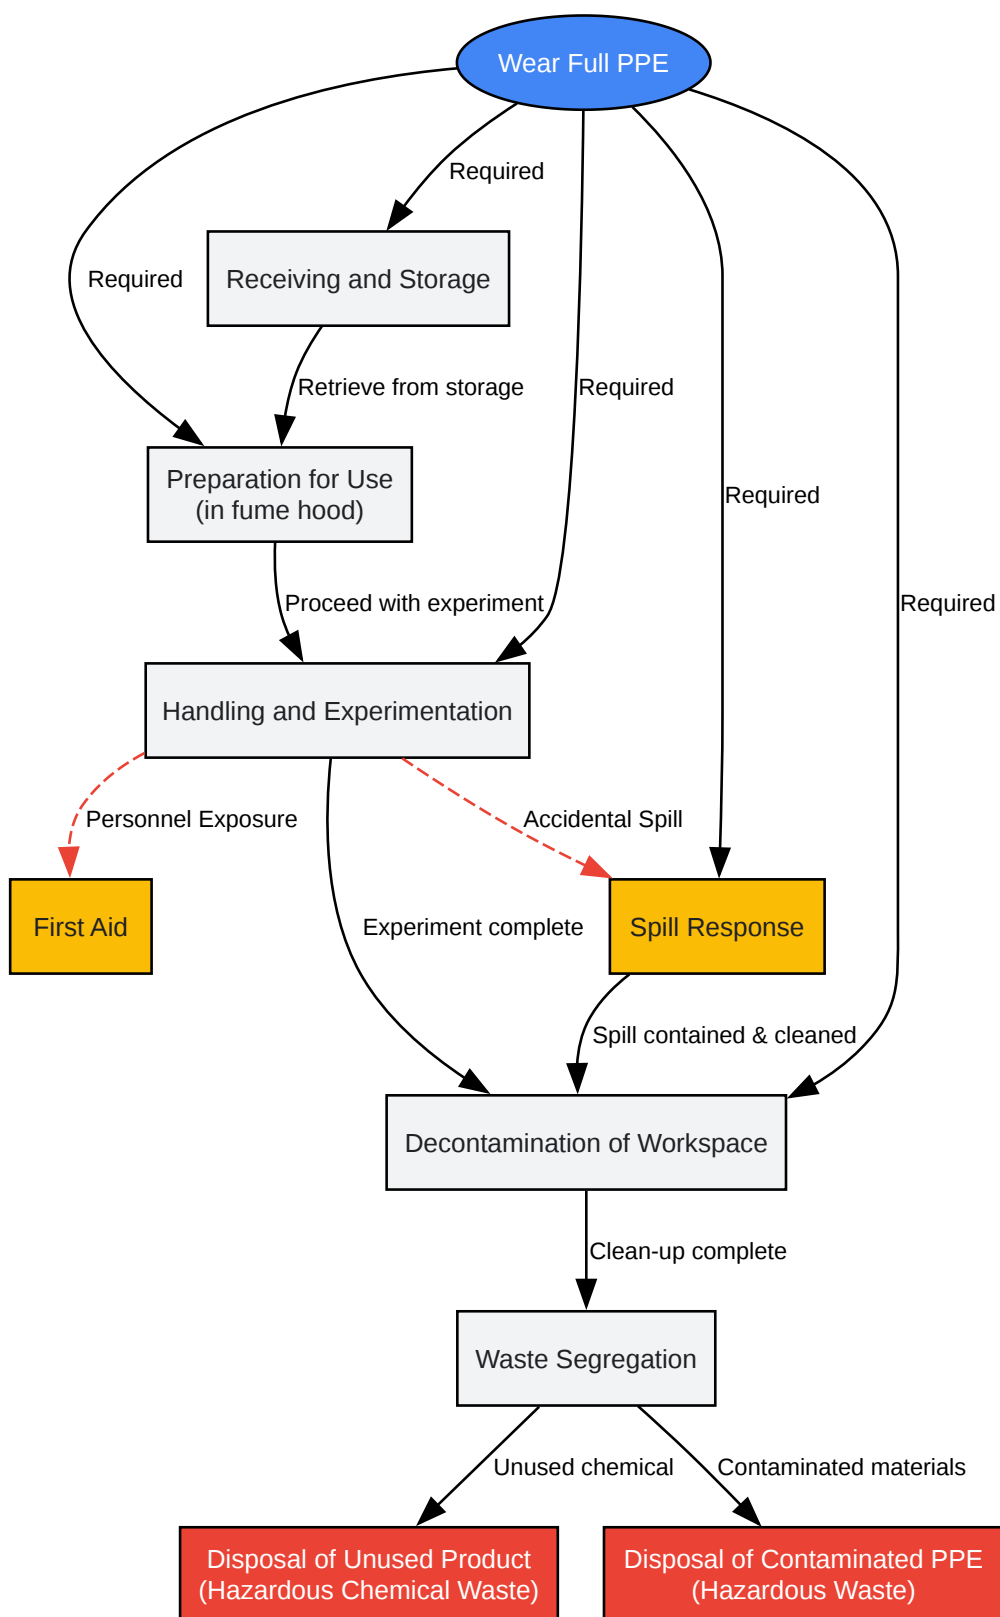 Wear Full PPE
Required
Receiving and Storage
Required
Retrieve from storage
Required
Preparation for Use
(in fume hood)
Required
Proceed with experiment
Required
Handling and Experimentation
Personnel Exposure
Accidental Spill
First Aid
Experiment complete
Spill Response
Spill contained & cleaned
Decontamination of Workspace
Clean-up complete
Waste Segregation
Unused chemical
Contaminated materials
Disposal of Unused Product
(Hazardous Chemical Waste)
Disposal of Contaminated PPE
(Hazardous Waste)